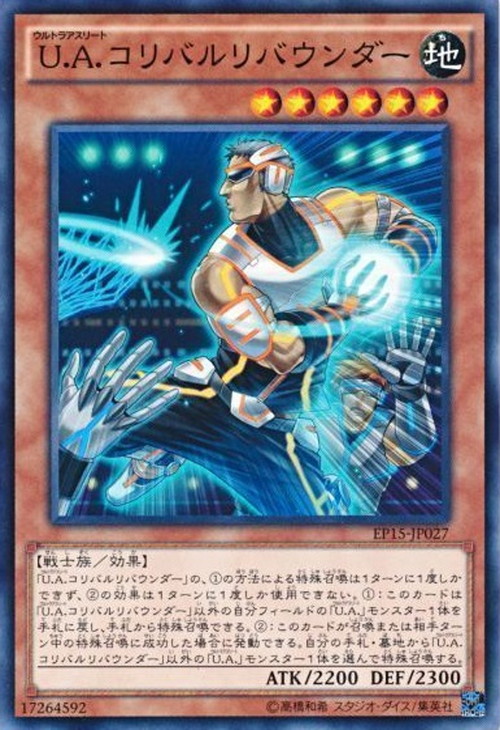 ウルトラアスリート
U.A.コリバルリバウンダー
地
EP15-JP027
【戦士族／効果】
「U.A.コリバルリバウンダー」の、①の方法による特殊召喚は1ターンに1度しか
できず、②の効果は1ターンに1度しか使用できない。①：このカードは
「U.A.コリバルリバウンダー」以外の自分フィールドの「U.A.」モンスター1体を
手札に戻し、手札から特殊召喚できる。②：このカードが召喚または相手ター
ン中の特殊召喚に成功した場合に発動できる。自分の手札・墓地から「U.A.
コリバルリバウンダー」以外の「U.A.」モンスター1体を選んで特殊召喚する。
ATK/2200 DEF/2300
17264592
©高橋和希 スタジオ・ダイス/集英社